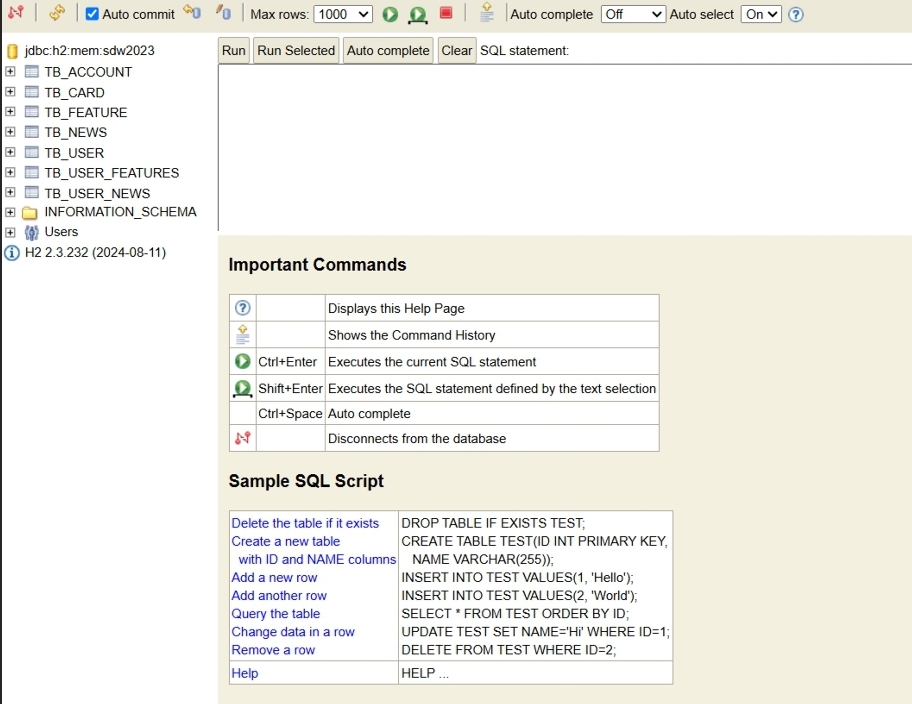 Auto commit Max rows: 1000 Auto complete Off Auto select On ?
jdbc:h2:mem:sdw2023
TB_ACCOUNT
TB_CARD
TB_FEATURE
TB_NEWS
TB_USER
TB_USER_FEATURES
TB_USER_NEWS
INFORMATION_SCHEMA
Users
H2 2.3.232 (2024-08-11)
Run Run Selected Auto complete Clear SQL statement:
Important Commands
? Displays this Help Page
Shows the Command History
Ctrl+Enter Executes the current SQL statement
Shift+Enter Executes the SQL statement defined by the text selection
Ctrl+Space Auto complete
Disconnects from the database
Sample SQL Script
Delete the table if it exists DROP TABLE IF EXISTS TEST;
Create a new table CREATE TABLE TEST(ID INT PRIMARY KEY,
with ID and NAME columns NAME VARCHAR(255));
Add a new row INSERT INTO TEST VALUES(1, 'Hello');
Add another row INSERT INTO TEST VALUES(2, 'World');
Query the table SELECT * FROM TEST ORDER BY ID;
Change data in a row UPDATE TEST SET NAME='Hi' WHERE ID=1;
Remove a row DELETE FROM TEST WHERE ID=2;
Help HELP ...